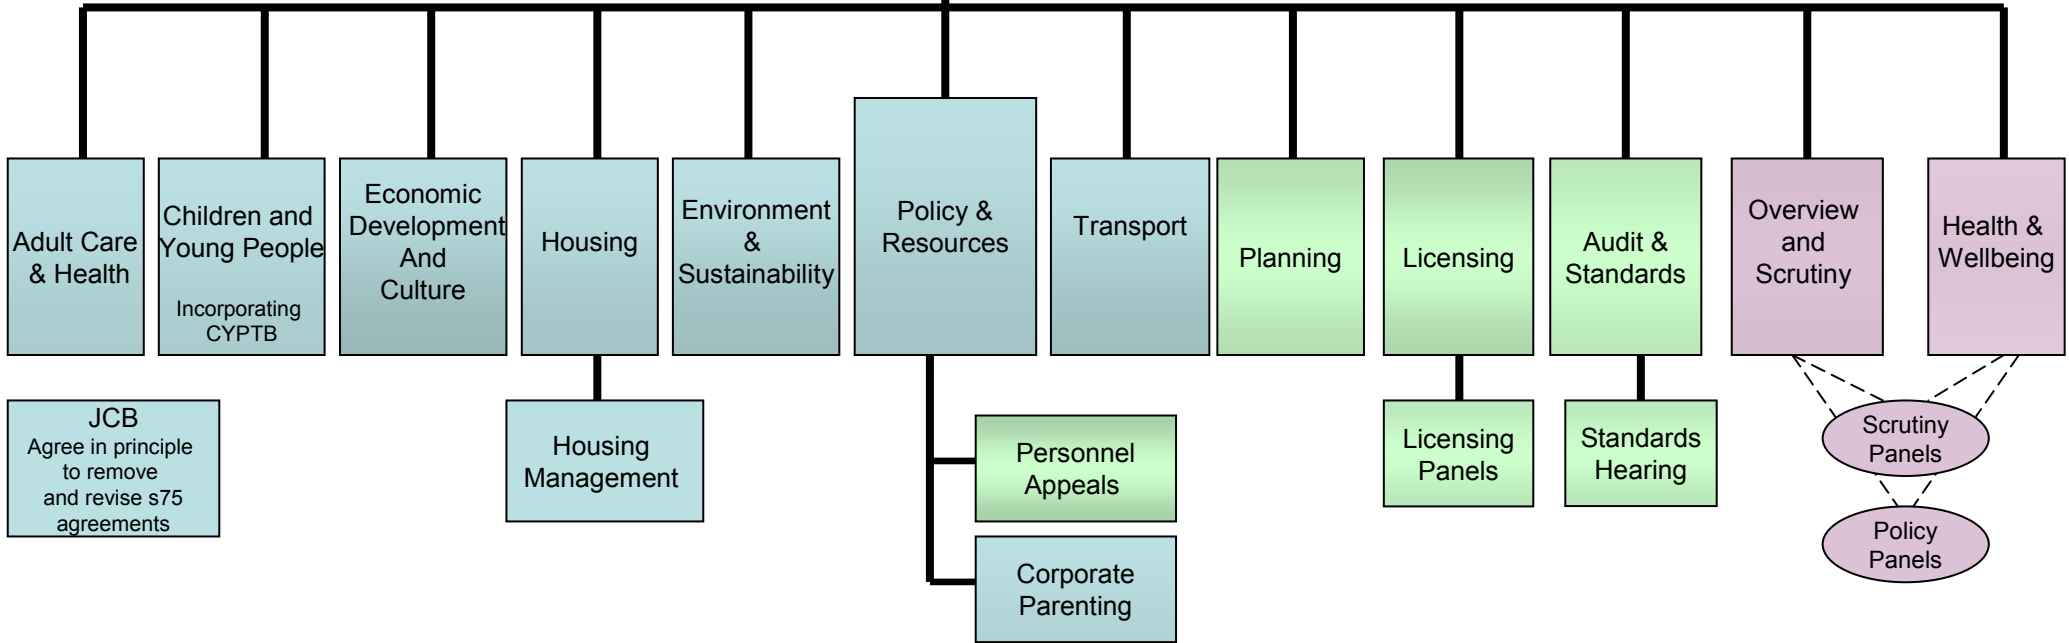 Adult Care
& Health
Children and
Young People
Incorporating
CYPTB
Economic
Development
And
Culture
Housing
Environment
&
Sustainability
Policy &
Resources
Transport
Planning
Licensing
Audit &
Standards
Overview
and
Scrutiny
Health &
Wellbeing
JCB
Agree in principle
to remove
and revise s75
agreements
Housing
Management
Personnel
Appeals
Corporate
Parenting
Licensing
Panels
Standards
Hearing
Scrutiny
Panels
Policy
Panels